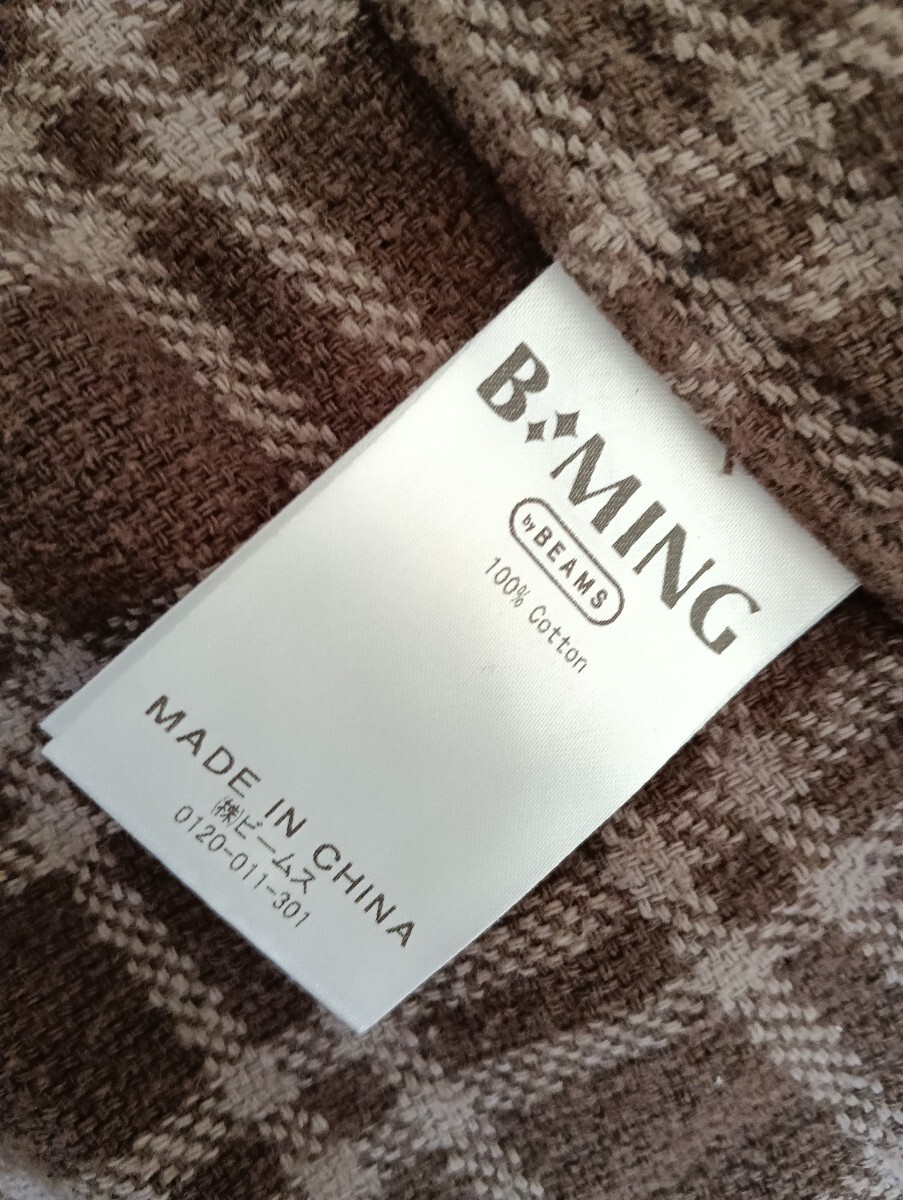 B MING
by BEAMS
100% Cotton
MADE IN CHINA
㈱ビームス
0120-011-301